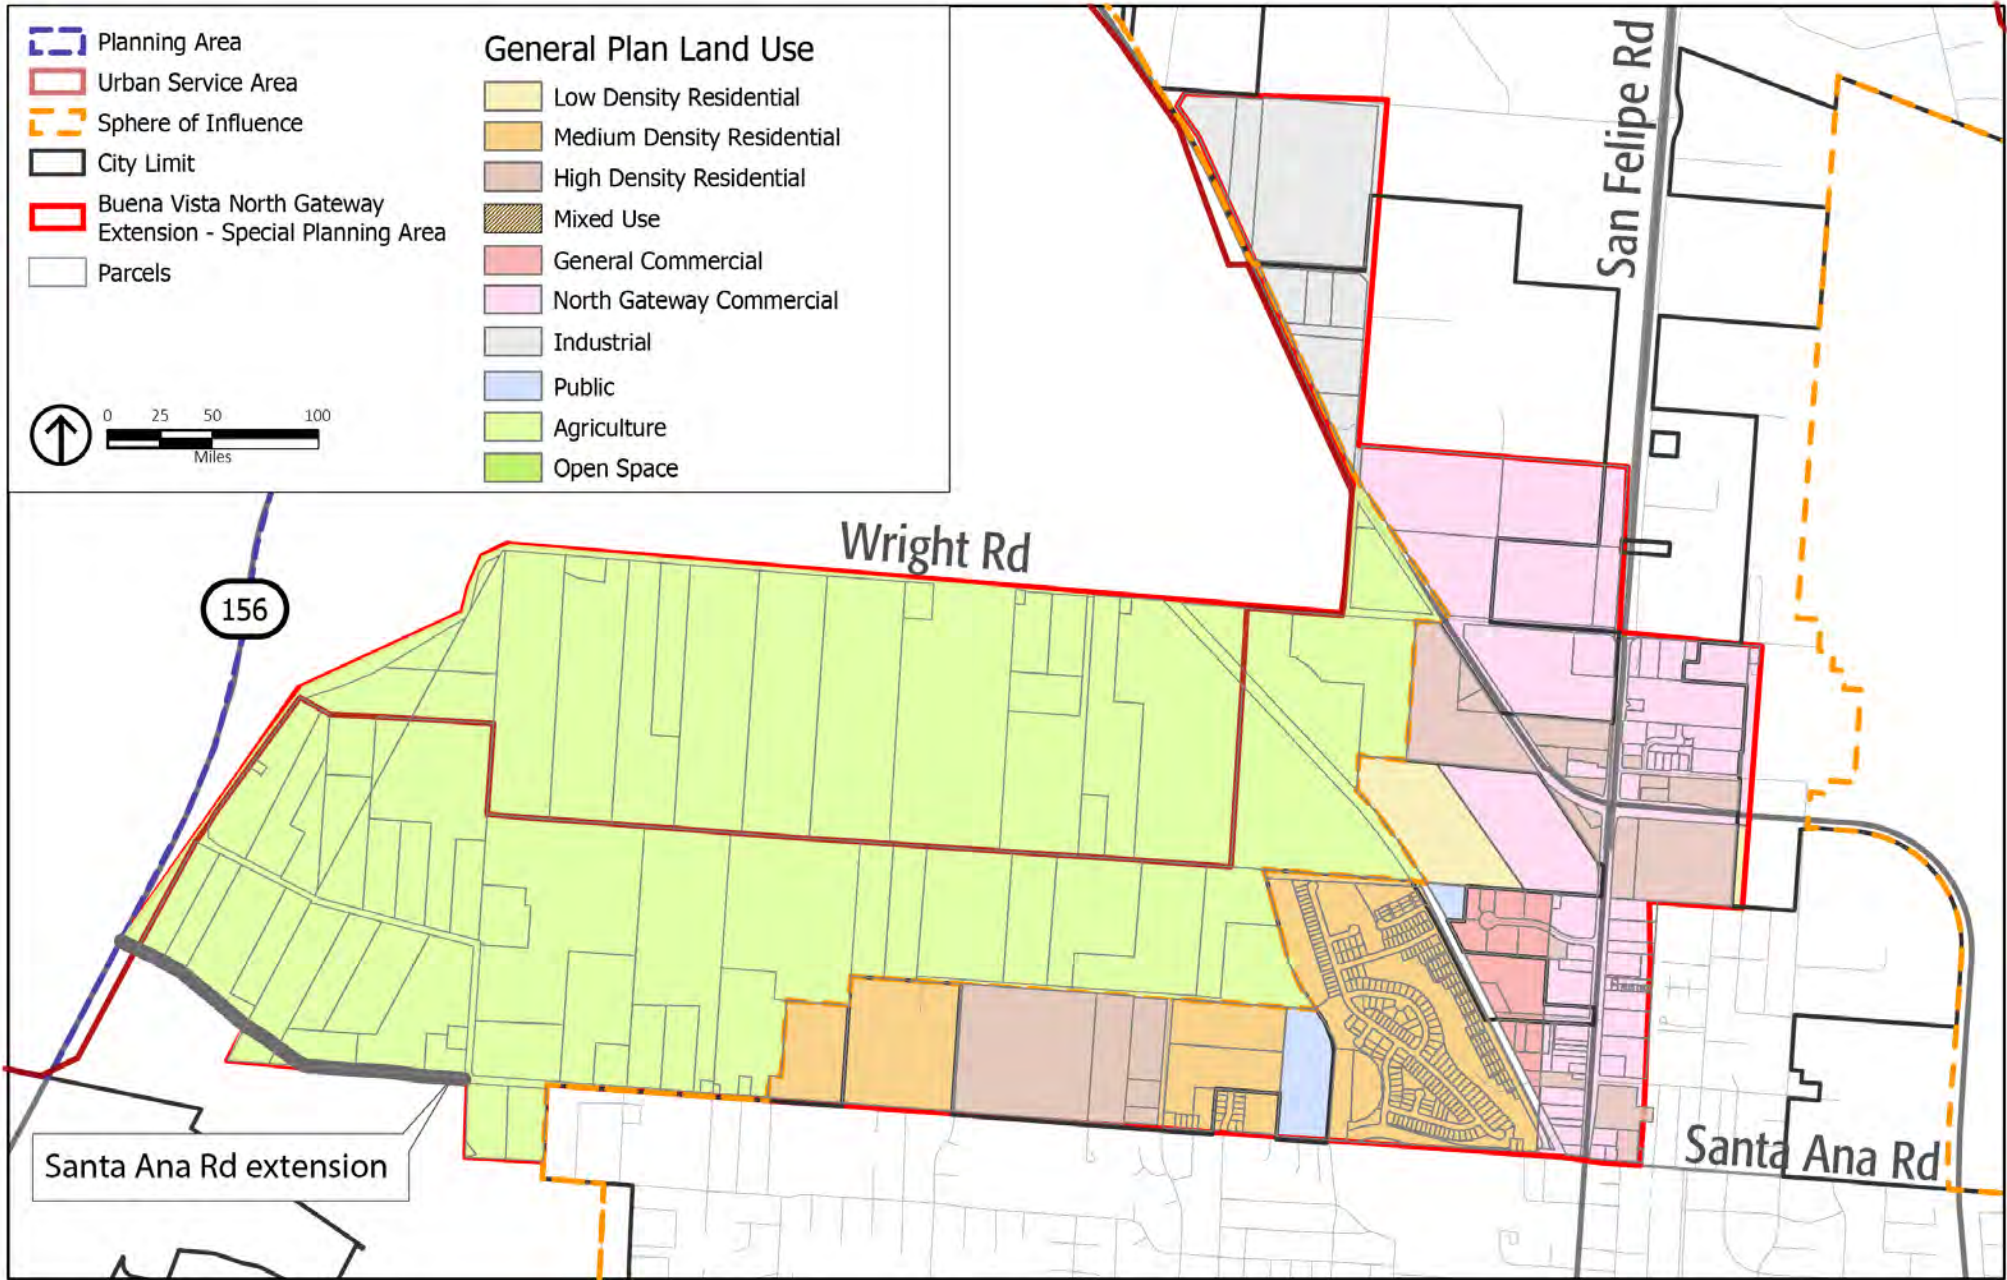 Planning Area
Urban Service Area
Sphere of Influence
City Limit
Buena Vista North Gateway
Extension - Special Planning Area
Parcels
0 25 50 100
Miles
General Plan Land Use
Low Density Residential
Medium Density Residential
High Density Residential
Mixed Use
General Commercial
North Gateway Commercial
Industrial
Public
Agriculture
Open Space
San Felipe Rd
Wright Rd
156
Santa Ana Rd extension
Santa Ana Rd